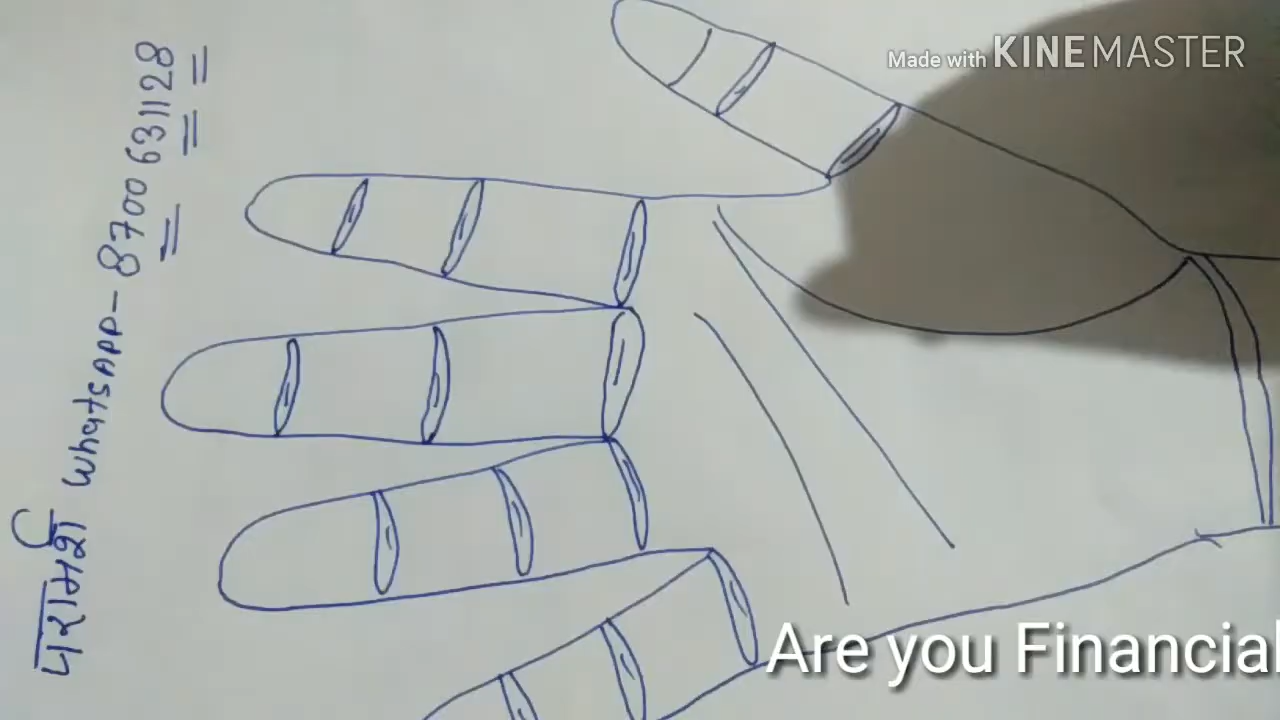 Made with KINEMASTER
परामर्श WhatsAPP - 8700631128
Are you Financial